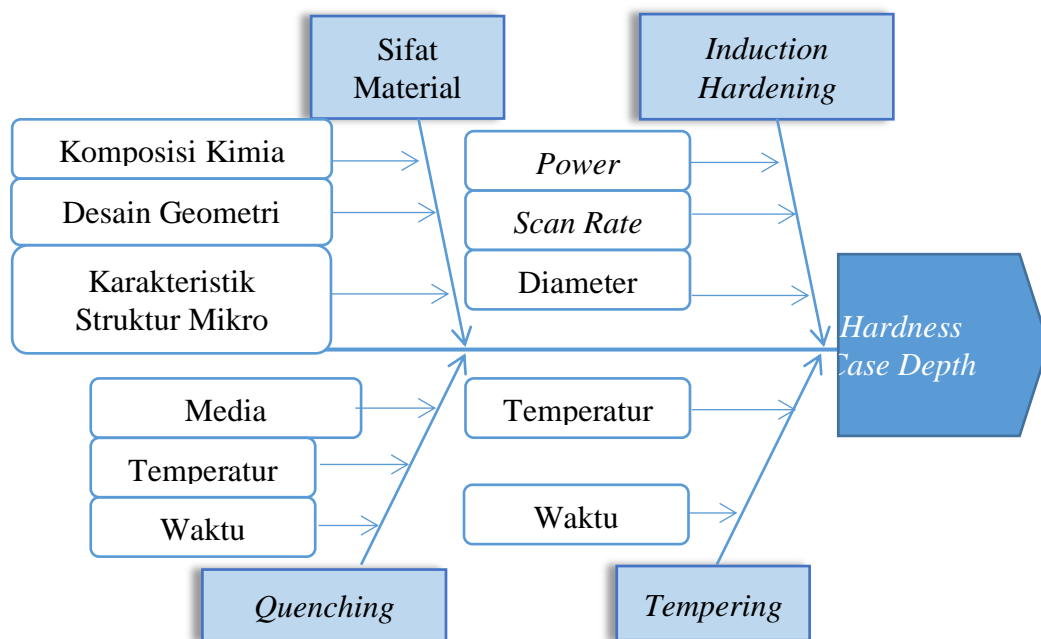 Sifat
Material
Induction
Hardening
Komposisi Kimia
Desain Geometri
Karakteristik
Struktur Mikro
Power
Scan Rate
Diameter
Hardness
Case Depth
Media
Temperatur
Waktu
Temperatur
Waktu
Quenching
Tempering